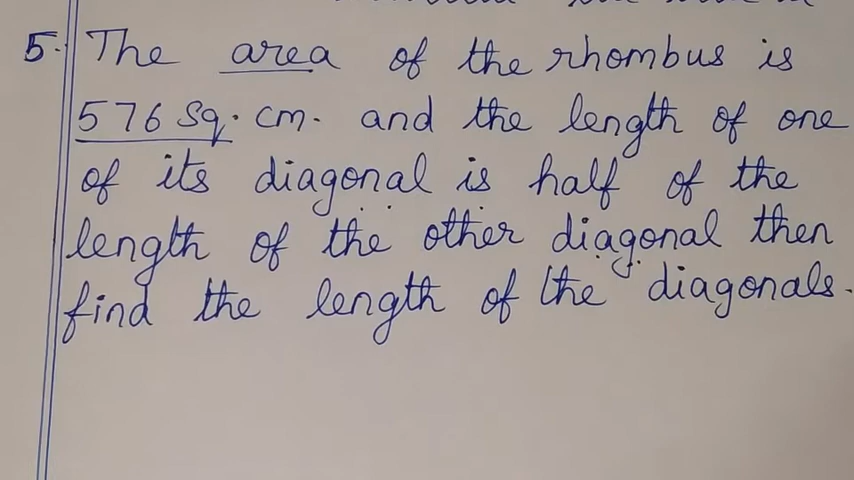 5. The area of the rhombus is
576 Sq. cm. and the length of one
of its diagonal is half of the
length of the other diagonal then
find the length of the diagonals.